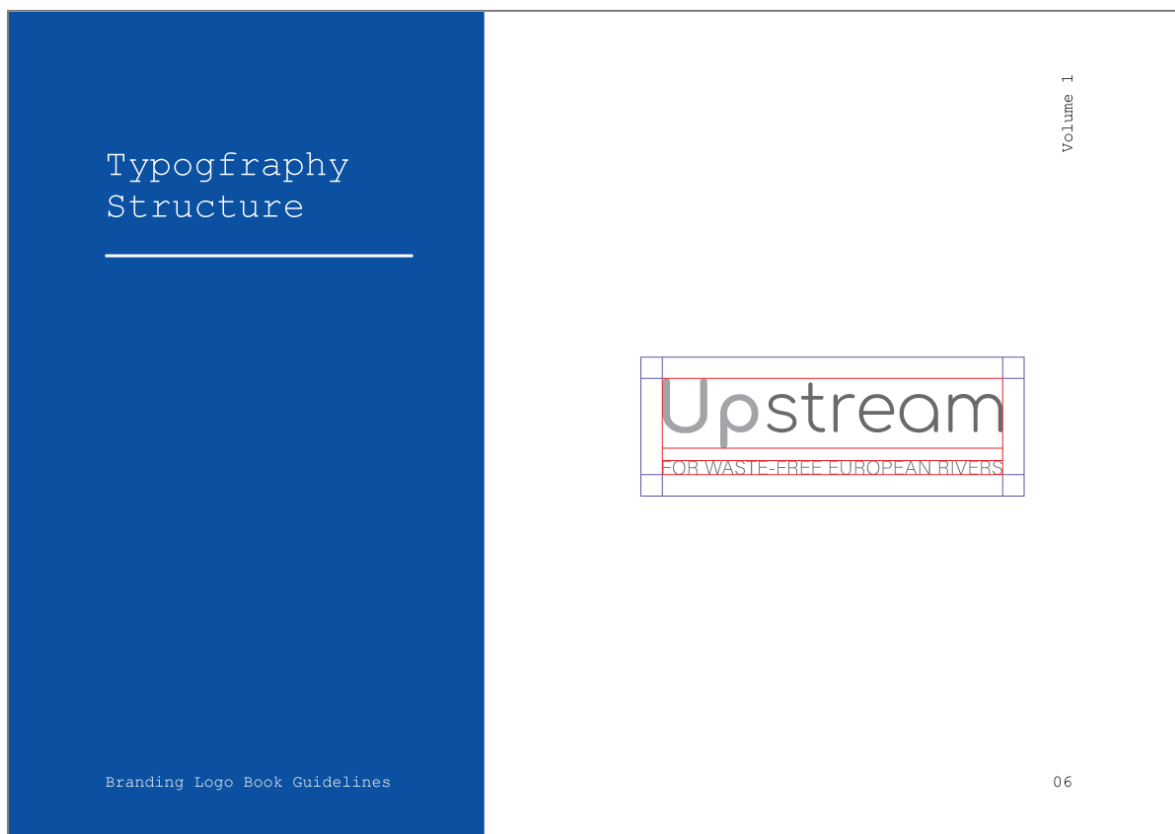 Typogfraphy
Structure
Volume 1
Upstream
FOR WASTE-FREE EUROPEAN RIVERS
Branding Logo Book Guidelines
06